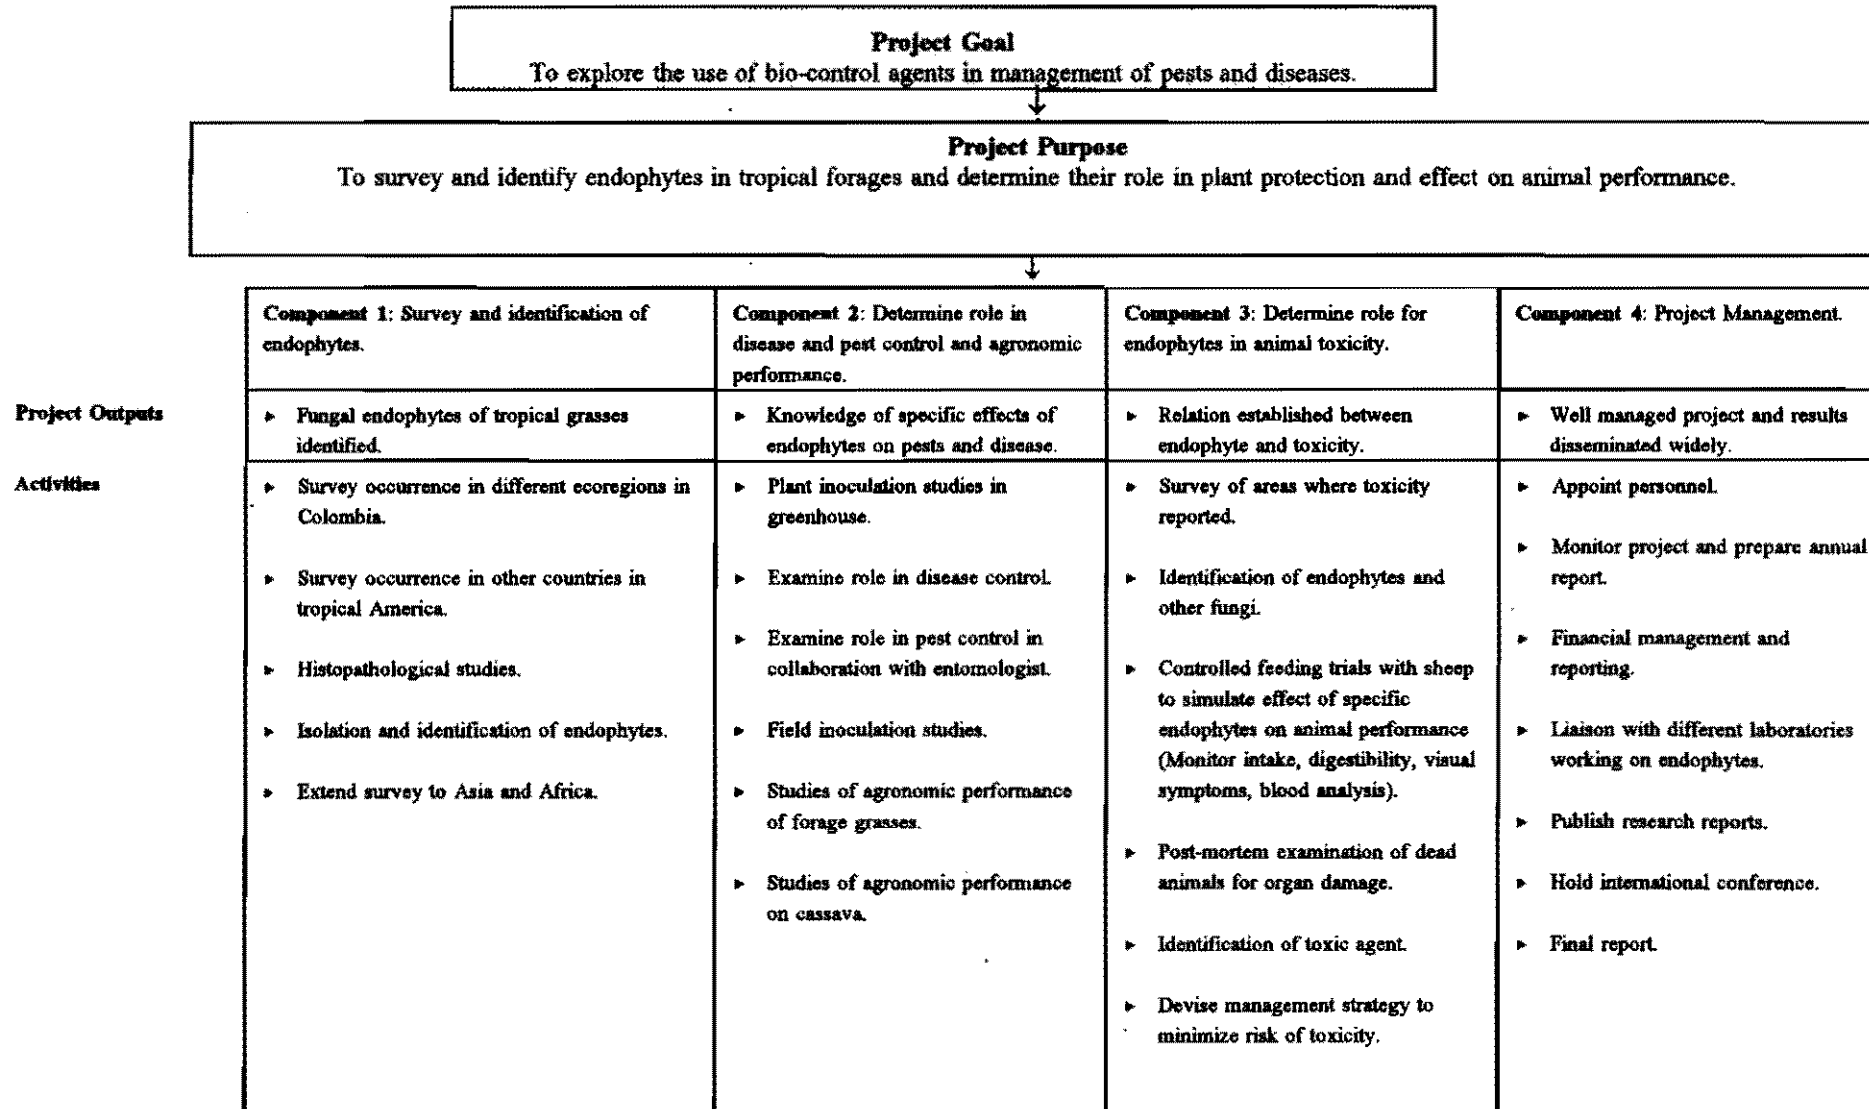 Project Goal
To explore the use of bio-control agents in management of pests and diseases.
Project Purpose
To survey and identify endophytes in tropical forages and determine their role in plant protection and effect on animal performance.
Component 1: Survey and identification of
endophytes.
Component 2: Determine role in
disease and pest control and agronomic
performance.
Component 3: Determine role for
endophytes in animal toxicity.
Component 4: Project Management.
Project Outputs
► Fungal endophytes of tropical grasses
identified.
► Knowledge of specific effects of
endophytes on pests and disease.
► Relation established between
endophyte and toxicity.
► Well managed project and results
disseminated widely.
Activities
► Survey occurrence in different ecoregions in
Colombia.
► Survey occurrence in other countries in
tropical America.
► Histopathological studies.
► Isolation and identification of endophytes.
► Extend survey to Asia and Africa.
► Plant inoculation studies in
greenhouse.
► Examine role in disease control.
► Examine role in pest control in
collaboration with entomologist.
► Field inoculation studies.
► Studies of agronomic performance
of forage grasses.
► Studies of agronomic performance
on cassava.
► Survey of areas where toxicity
reported.
► Identification of endophytes and
other fungi.
► Controlled feeding trials with sheep
to simulate effect of specific
endophytes on animal performance
(Monitor intake, digestibility, visual
symptoms, blood analysis).
► Post-mortem examination of dead
animals for organ damage.
► Identification of toxic agent.
► Devise management strategy to
minimize risk of toxicity.
► Appoint personnel.
► Monitor project and prepare annual
report.
► Financial management and
reporting.
► Liaison with different laboratories
working on endophytes.
► Publish research reports.
► Hold international conference.
► Final report.